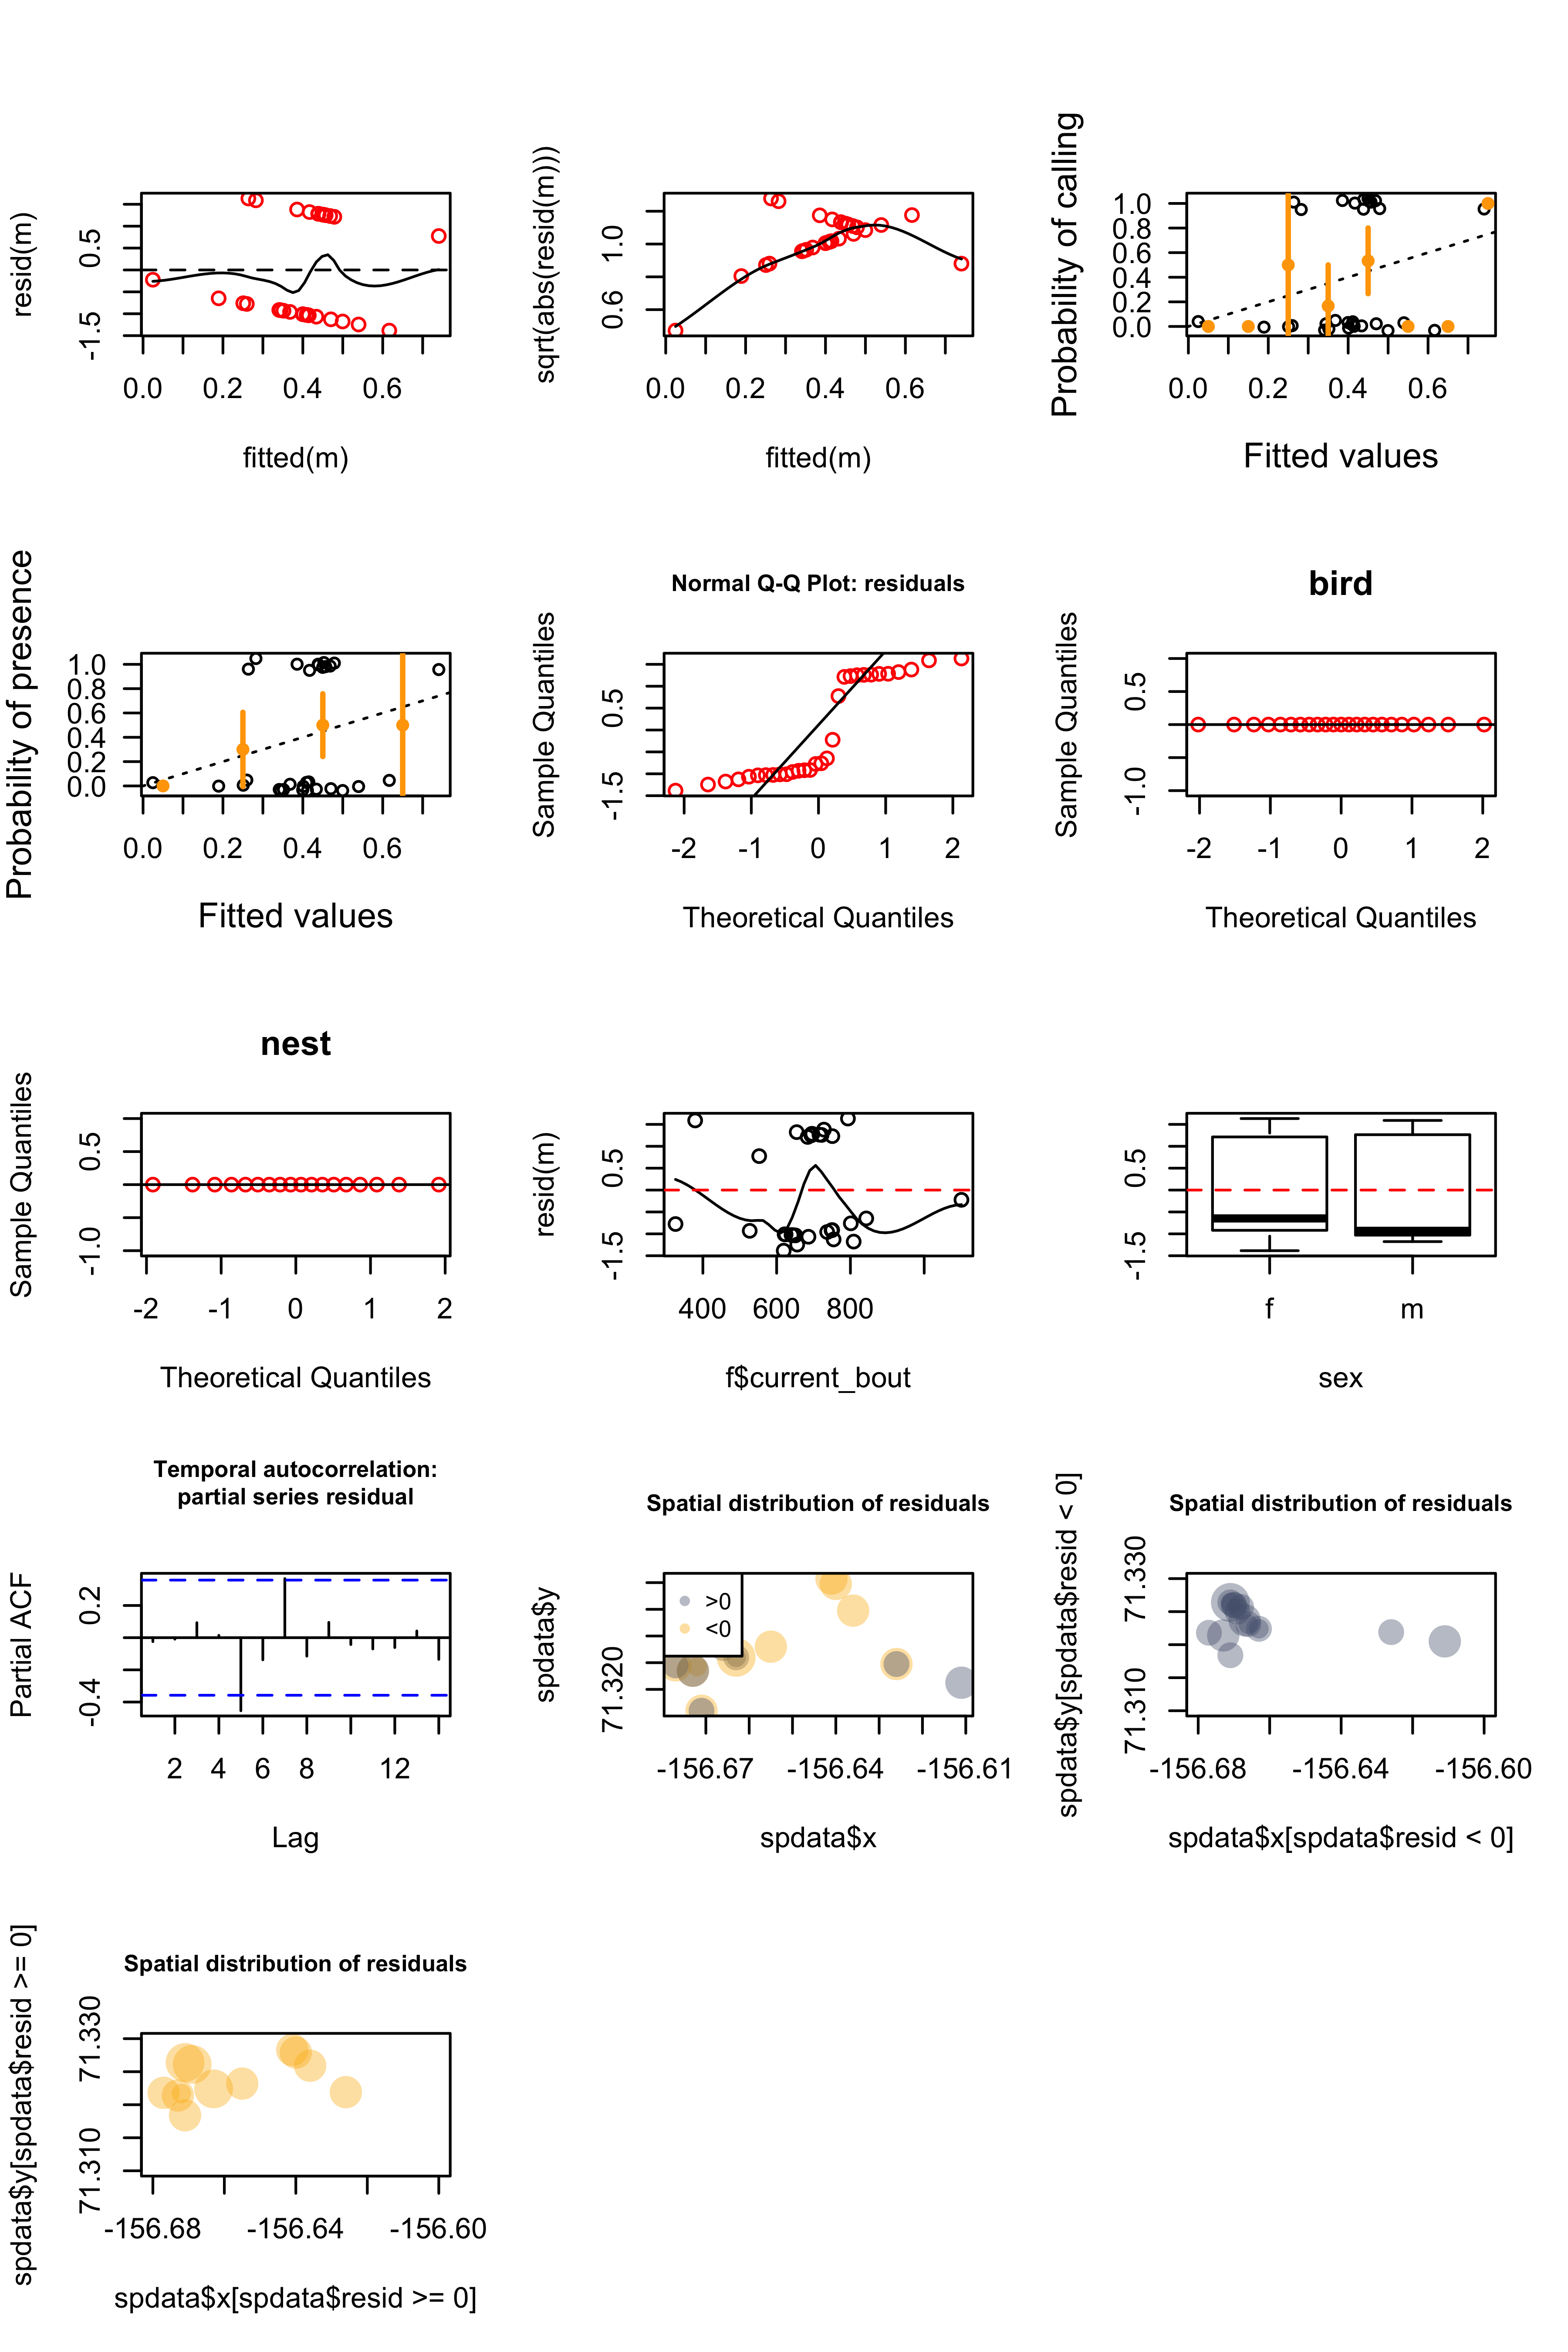 resid(m)
-1.5 0.5
0.0 0.2 0.4 0.6
fitted(m)
sqrt(abs(resid(m)))
0.6 1.0
0.0 0.2 0.4 0.6
fitted(m)
Probability of calling
1.0
0.8
0.6
0.4
0.2
0.0
0.0 0.2 0.4 0.6
Fitted values
Probability of presence
1.0
0.8
0.6
0.4
0.2
0.0
0.0 0.2 0.4 0.6
Fitted values
Normal Q-Q Plot: residuals
Sample Quantiles
-1.5 0.5
-2 -1 0 1 2
Theoretical Quantiles
bird
Sample Quantiles
-1.0 0.5
-2 -1 0 1 2
Theoretical Quantiles
nest
Sample Quantiles
-1.0 0.5
-2 -1 0 1 2
Theoretical Quantiles
resid(m)
-1.5 0.5
400 600 800
f$current_bout
-1.5 0.5
f m
sex
Temporal autocorrelation:
partial series residual
Partial ACF
-0.4 0.2
2 4 6 8 12
Lag
Spatial distribution of residuals
spdata$y
71.320
>0
<0
-156.67 -156.64 -156.61
spdata$x
Spatial distribution of residuals
spdata$y[spdata$resid < 0]
71.310 71.330
-156.68 -156.64 -156.60
spdata$x[spdata$resid < 0]
Spatial distribution of residuals
spdata$y[spdata$resid >= 0]
71.310 71.330
-156.68 -156.64 -156.60
spdata$x[spdata$resid >= 0]